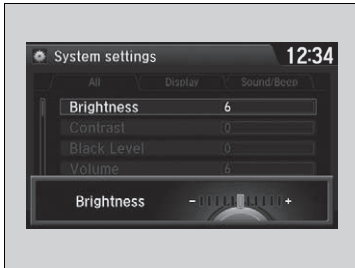 System settings 12:34
All Display Sound/Beep
Brightness 6
Contrast 0
Black Level 0
Volume 6
Brightness - +